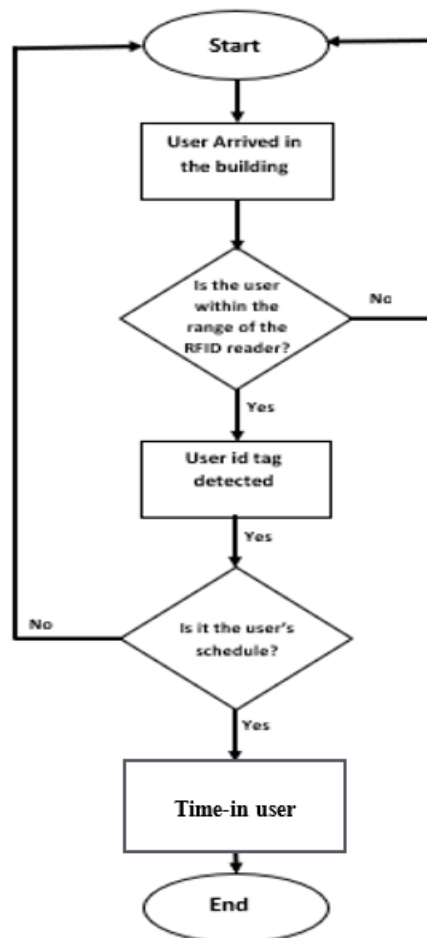 Start
User Arrived in
the building
Is the user
within the
range of the
RFID reader?
No
Yes
User id tag
detected
Yes
Is it the user's
schedule?
No
Yes
Time-in user
End